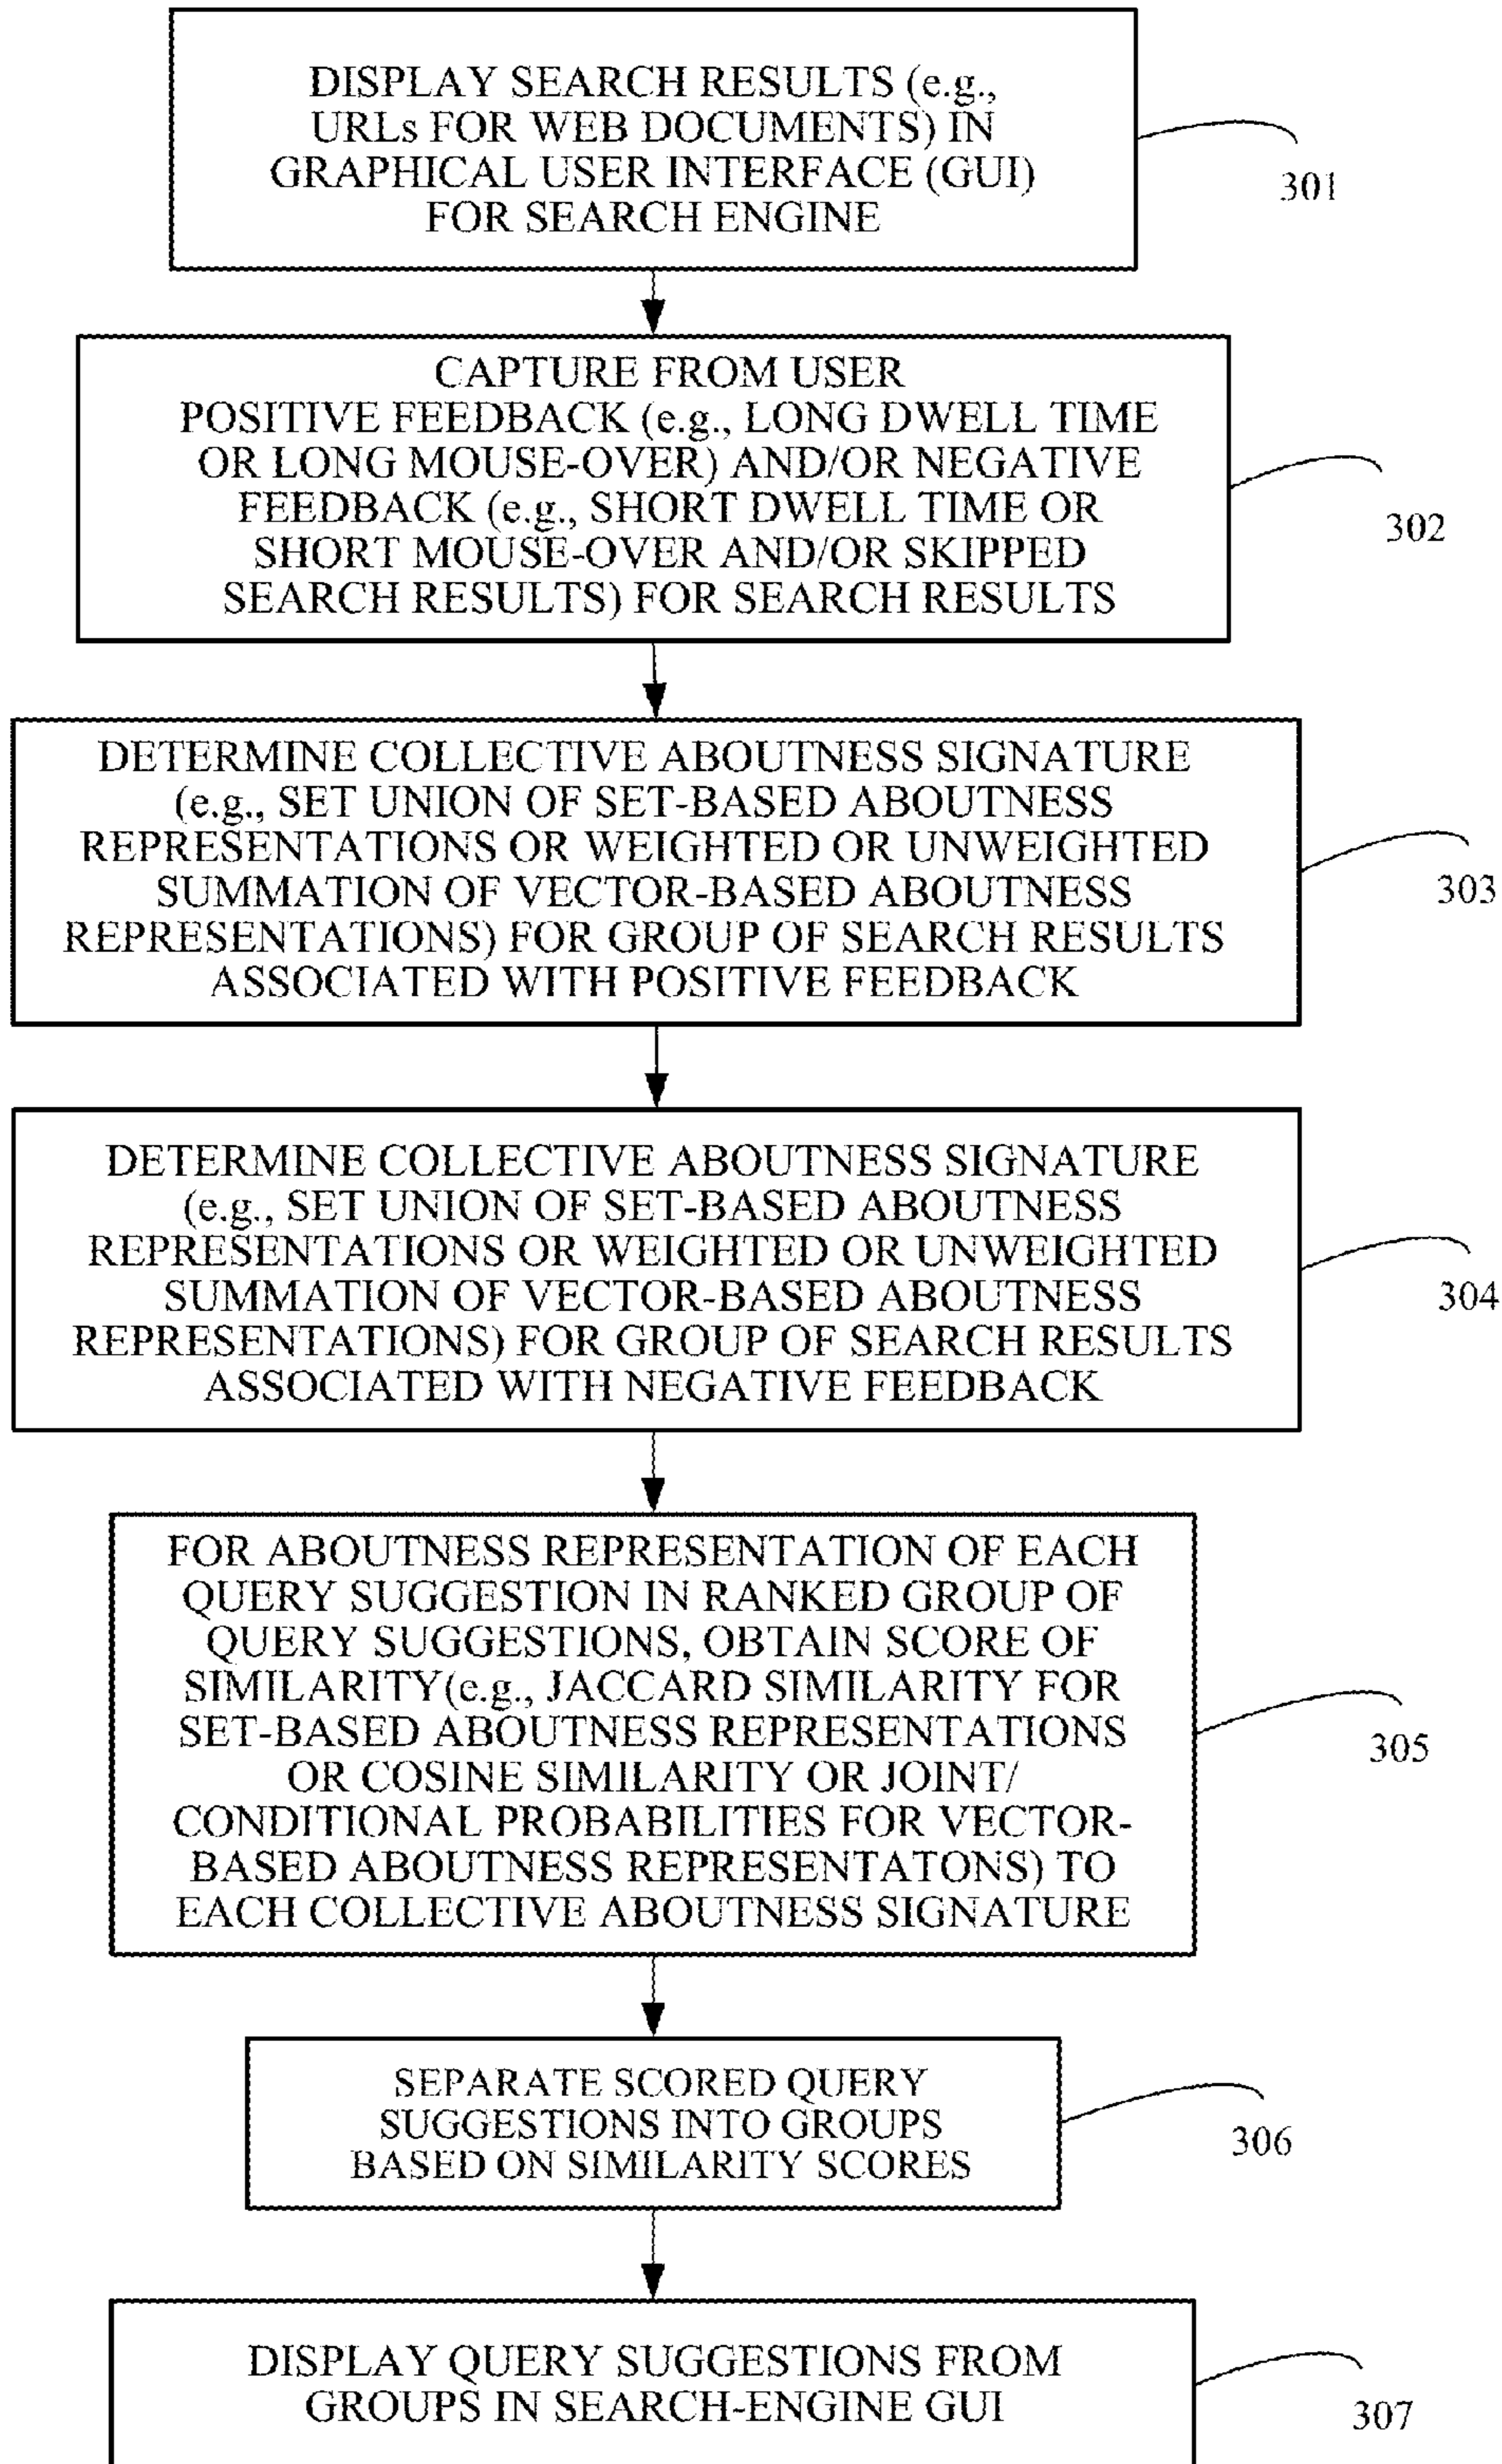 DISPLAY SEARCH RESULTS (e.g.,
URLs FOR WEB DOCUMENTS) IN
GRAPHICAL USER INTERFACE (GUI)
FOR SEARCH ENGINE
301
CAPTURE FROM USER
POSITIVE FEEDBACK (e.g., LONG DWELL TIME
OR LONG MOUSE-OVER) AND/OR NEGATIVE
FEEDBACK (e.g., SHORT DWELL TIME OR
SHORT MOUSE-OVER AND/OR SKIPPED
SEARCH RESULTS) FOR SEARCH RESULTS
302
DETERMINE COLLECTIVE ABOUTNESS SIGNATURE
(e.g., SET UNION OF SET-BASED ABOUTNESS
REPRESENTATIONS OR WEIGHTED OR UNWEIGHTED
SUMMATION OF VECTOR-BASED ABOUTNESS
REPRESENTATIONS) FOR GROUP OF SEARCH RESULTS
ASSOCIATED WITH POSITIVE FEEDBACK
303
DETERMINE COLLECTIVE ABOUTNESS SIGNATURE
(e.g., SET UNION OF SET-BASED ABOUTNESS
REPRESENTATIONS OR WEIGHTED OR UNWEIGHTED
SUMMATION OF VECTOR-BASED ABOUTNESS
REPRESENTATIONS) FOR GROUP OF SEARCH RESULTS
ASSOCIATED WITH NEGATIVE FEEDBACK
304
FOR ABOUTNESS REPRESENTATION OF EACH
QUERY SUGGESTION IN RANKED GROUP OF
QUERY SUGGESTIONS, OBTAIN SCORE OF
SIMILARITY(e.g., JACCARD SIMILARITY FOR
SET-BASED ABOUTNESS REPRESENTATIONS
OR COSINE SIMILARITY OR JOINT/
CONDITIONAL PROBABILITIES FOR VECTOR-
BASED ABOUTNESS REPRESENTATONS) TO
EACH COLLECTIVE ABOUTNESS SIGNATURE
305
SEPARATE SCORED QUERY
SUGGESTIONS INTO GROUPS
BASED ON SIMILARITY SCORES
306
DISPLAY QUERY SUGGESTIONS FROM
GROUPS IN SEARCH-ENGINE GUI
307